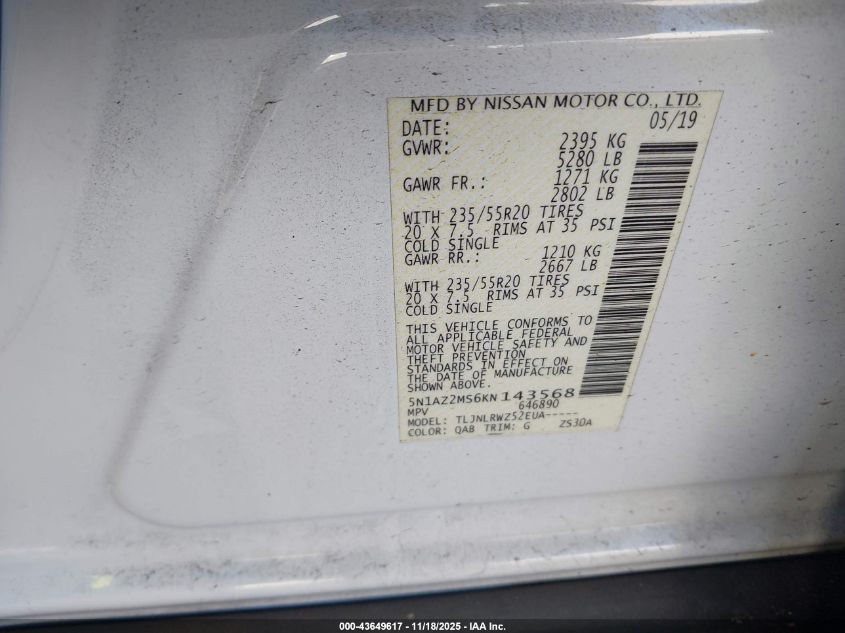 MFD BY NISSAN MOTOR CO., LTD.
DATE: 05/19
GVWR: 2395 KG
5280 LB
GAWR FR.: 1271 KG
2802 LB
WITH 235/55R20 TIRES
20 X 7.5 RIMS AT 35 PSI
COLD SINGLE
GAWR RR.: 1210 KG
2667 LB
WITH 235/55R20 TIRES
20 X 7.5 RIMS AT 35 PSI
COLD SINGLE
THIS VEHICLE CONFORMS TO
ALL APPLICABLE FEDERAL
MOTOR VEHICLE SAFETY AND
THEFT PREVENTION
STANDARDS IN EFFECT ON
THE DATE OF MANUFACTURE
SHOWN ABOVE.
5N1AZ2MS6KN143568
MPV 646890
MODEL: TLJNLRWZ52EUA-----
COLOR: QAB TRIM: G ZS30A
000-43649617 - 11/18/2025 - IAA Inc.